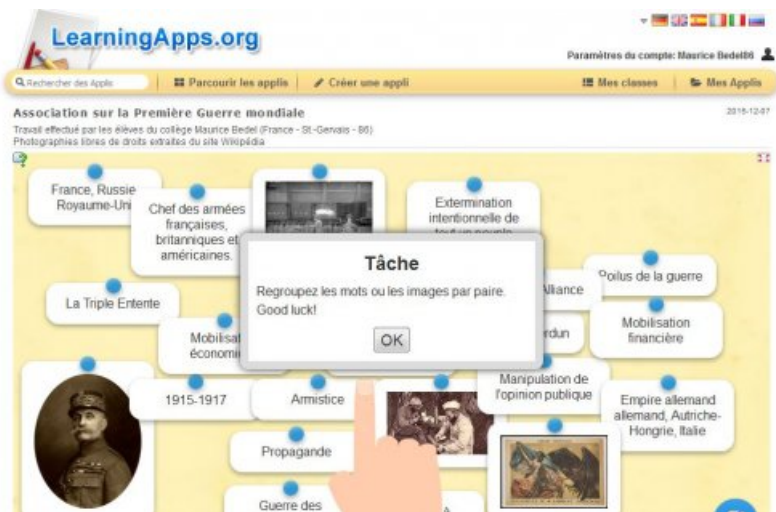 LearningApps.org
Paramètres du compte: Maurice Bedel86
Rechercher des Applis
Parcourir les applis
Créer une appli
Mes classes
Mes Applis
Association sur la Première Guerre mondiale
2015-12-07
Travail effectué par les élèves du collège Maurice Bedel (France - St.-Gervais - 86)
Photographies libres de droits extraites du site Wikipédia
France, Russie
Royaume-Uni
Chef des armées
françaises,
britanniques et
américaines.
Extermination
intentionnelle de
tout un peuple
Tâche
Regroupez les mots ou les images par paire.
Good luck!
OK
Alliance
Poilus de la guerre
La Triple Entente
Mobilisat
économi
rdun
Mobilisation
financière
1915-1917
Armistice
Manipulation de
l'opinion publique
Empire allemand
allemand, Autriche-
Hongrie, Italie
Propagande
Guerre des